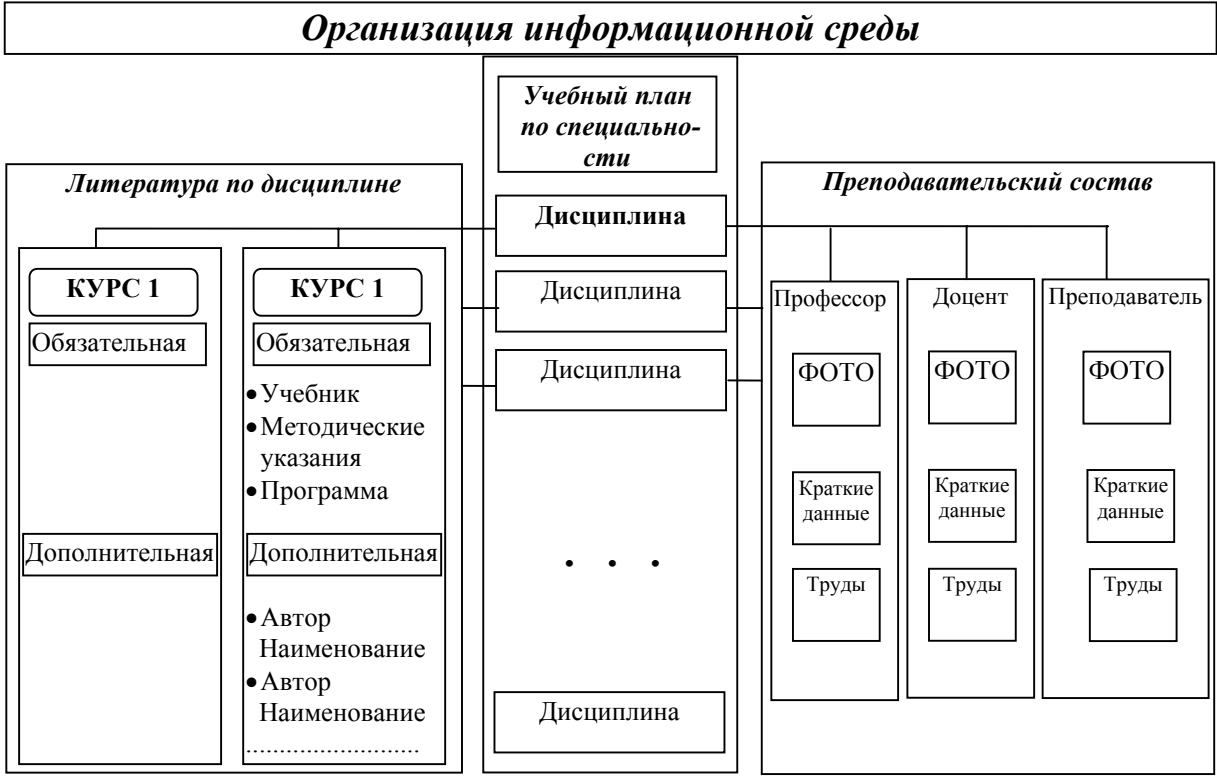 Организация информационной среды
Учебный план
по специально-
сти
Литература по дисциплине
КУРС 1
Обязательная
Дополнительная
КУРС 1
Обязательная
•Учебник
•Методические
указания
•Программа
Дополнительная
•Автор
Наименование
•Автор
Наименование
........................
Дисциплина
Дисциплина
Дисциплина
. . .
Дисциплина
Преподавательский состав
Профессор
ФОТО
Краткие
данные
Труды
Доцент
ФОТО
Краткие
данные
Труды
Преподаватель
ФОТО
Краткие
данные
Труды